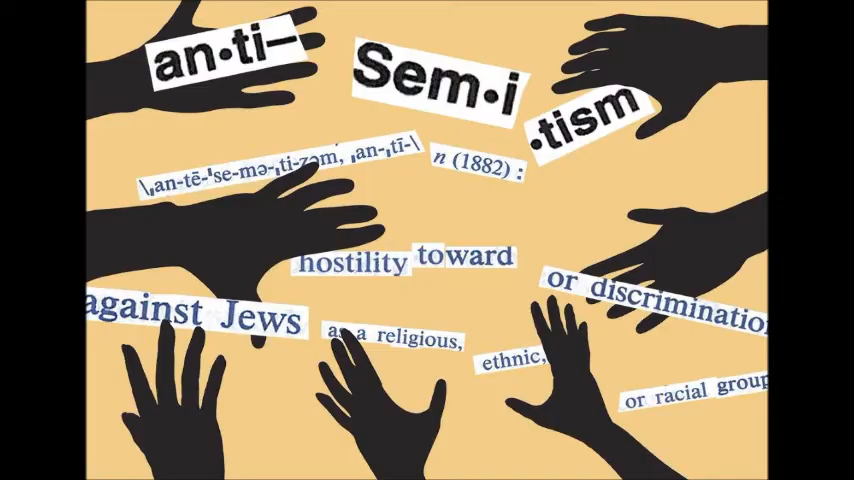 an•ti–
Sem•i
•tism
\ˌan-tē-ˈse-mə-ˌti-zəm, ˌan-ˌtī-\
n (1882) :
hostility toward
or discrimination
against Jews
as a religious,
ethnic,
or racial group